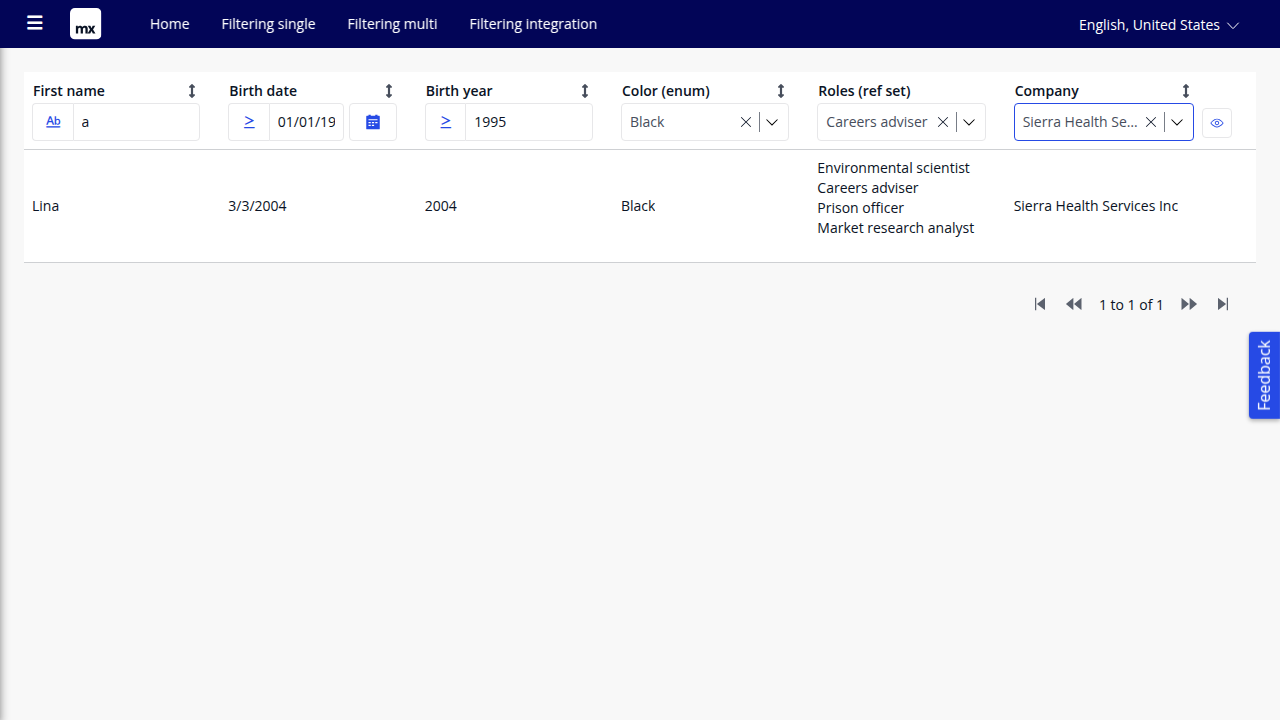 mx Home Filtering single Filtering multi Filtering integration English, United States
First name Birth date Birth year Color (enum) Roles (ref set) Company
Ab a ≥ 01/01/19 ≥ 1995 Black Careers adviser Sierra Health Se...
Lina 3/3/2004 2004 Black Environmental scientist
Careers adviser
Prison officer
Market research analyst Sierra Health Services Inc
1 to 1 of 1
Feedback